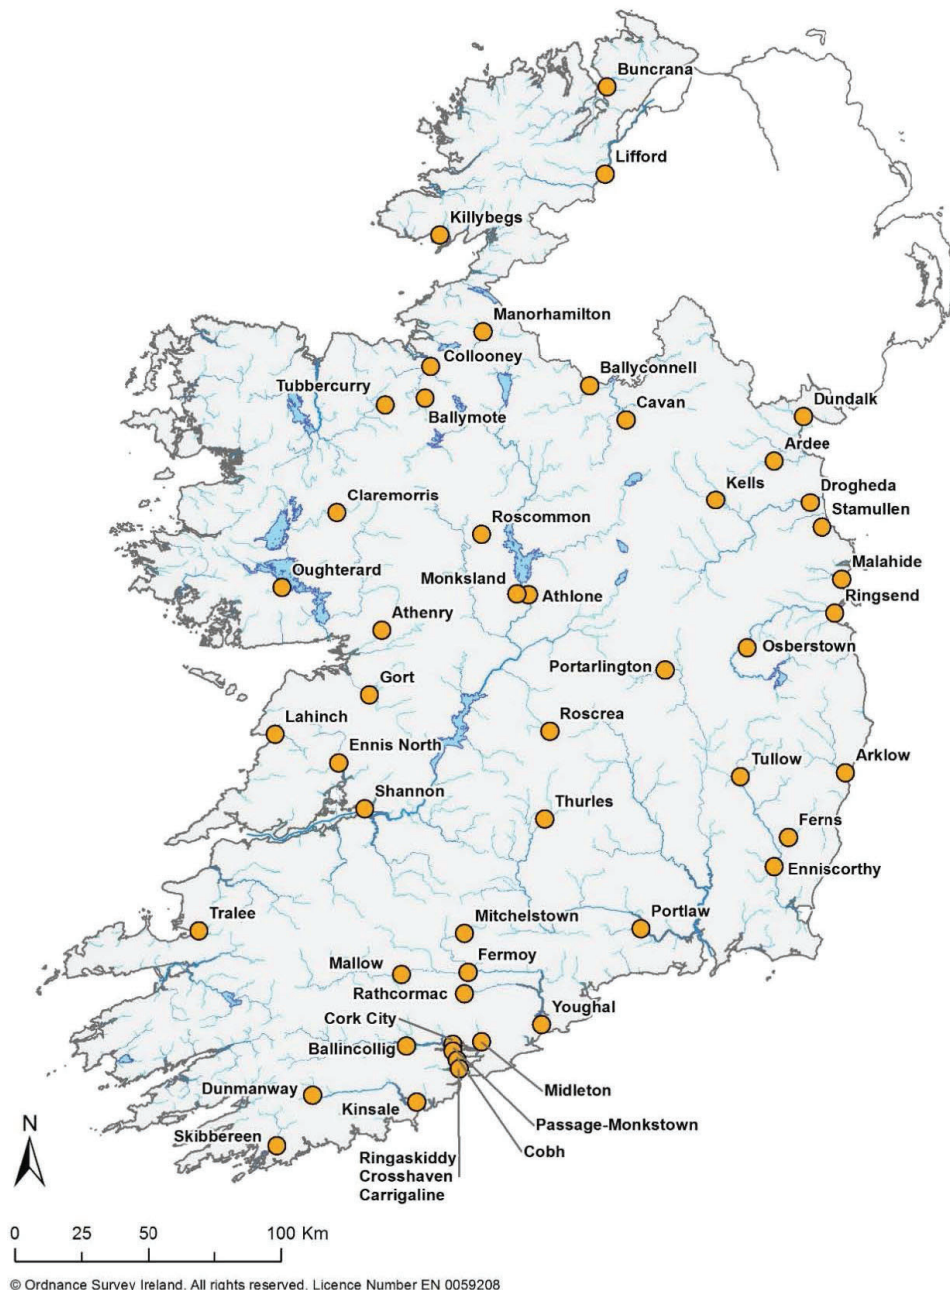 Buncrana
Lifford
Killybegs
Manorhamilton
Collooney
Ballyconnell
Tubbercurry
Ballymote
Cavan
Dundalk
Ardee
Kells
Drogheda
Claremorris
Stamullen
Roscommon
Malahide
Oughterard
Monksland
Athlone
Ringsend
Athenry
Osberstown
Portarlington
Gort
Lahinch
Roscrea
Ennis North
Tullow
Arklow
Shannon
Thurles
Ferns
Enniscorthy
Tralee
Mitchelstown
Portlaw
Mallow
Fermoy
Rathcormac
Youghal
Cork City
Ballincollig
Dunmanway
Midleton
Kinsale
Passage-Monkstown
Skibbereen
Cobh
Ringaskiddy
Crosshaven
Carrigaline
N
0 25 50 100 Km
© Ordnance Survey Ireland. All rights reserved. Licence Number EN 0059208